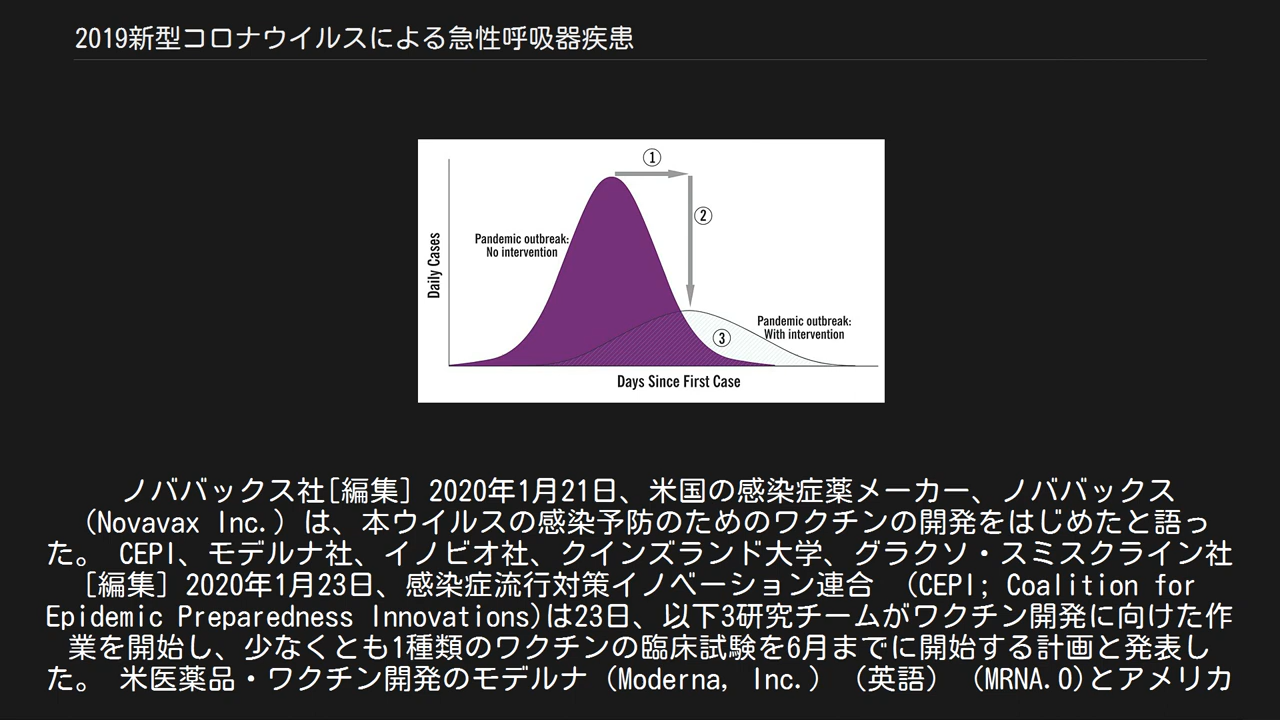 2019新型コロナウイルスによる急性呼吸器疾患
①
②
Pandemic outbreak:
No intervention
Daily Cases
Pandemic outbreak:
With intervention
③
Days Since First Case
ノババックス社[編集] 2020年1月21日、米国の感染症薬メーカー、ノババックス
(Novavax Inc.) は、本ウイルスの感染予防のためのワクチンの開発をはじめたと語っ
た。 CEPI、モデルナ社、イノビオ社、クインズランド大学、グラクソ・スミスクライン社
[編集] 2020年1月23日、感染症流行対策イノベーション連合 (CEPI; Coalition for
Epidemic Preparedness Innovations)は23日、以下3研究チームがワクチン開発に向けた作
業を開始し、少なくとも1種類のワクチンの臨床試験を6月までに開始する計画と発表し
た。 米医薬品・ワクチン開発のモデルナ (Moderna, Inc.) (英語) (MRNA.O)とアメリカ